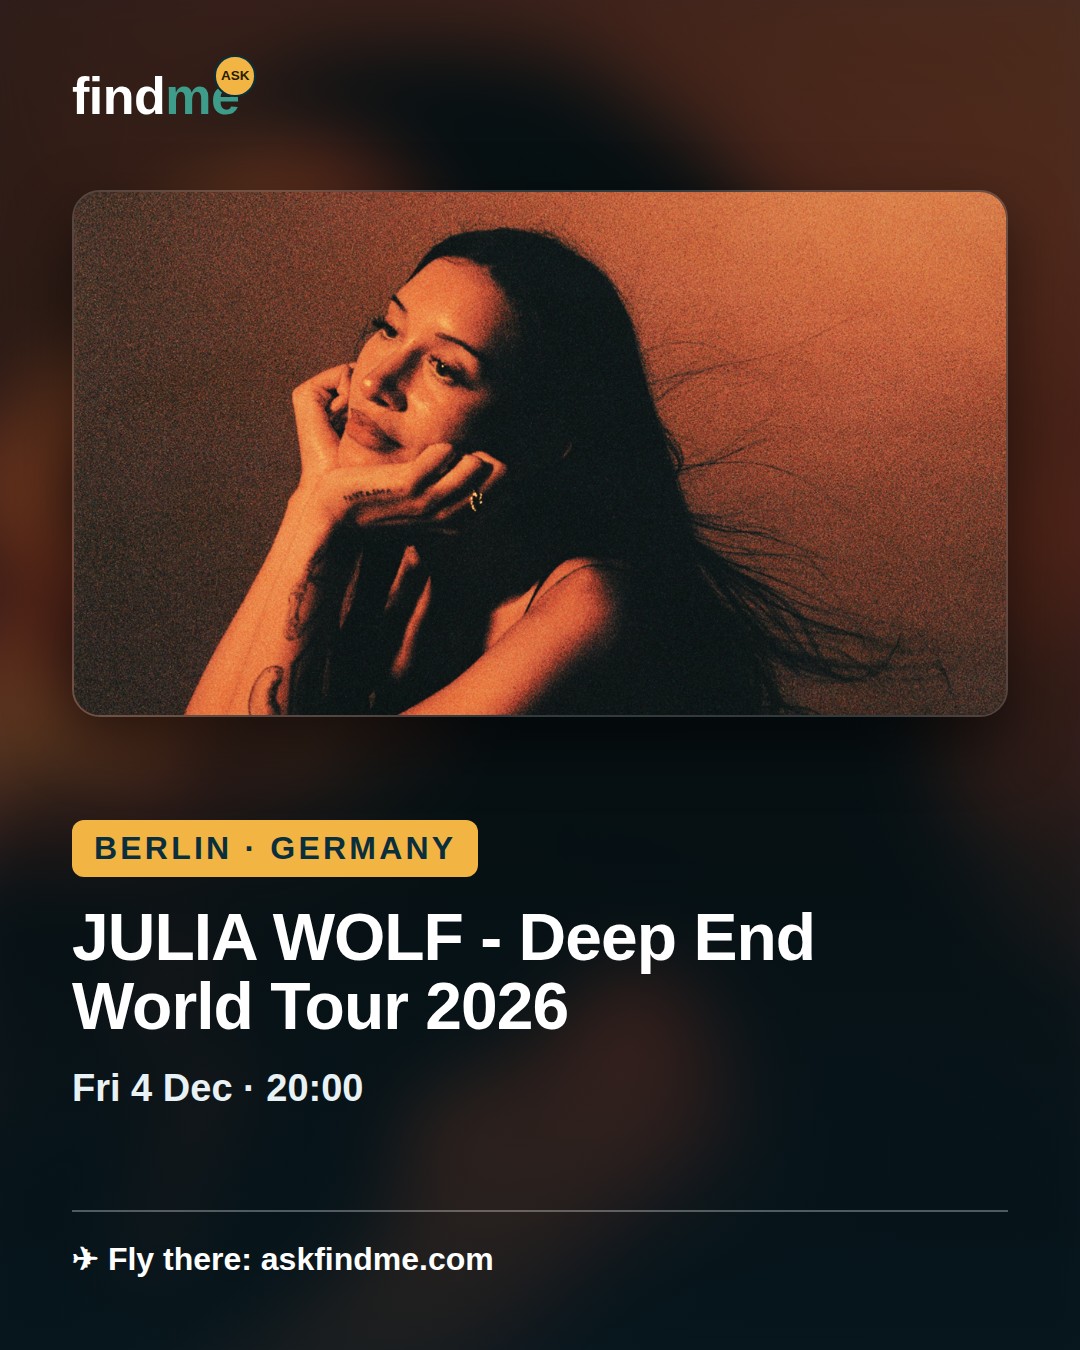 findme
ASK
BERLIN · GERMANY
JULIA WOLF - Deep End
World Tour 2026
Fri 4 Dec · 20:00
✈ Fly there: askfindme.com